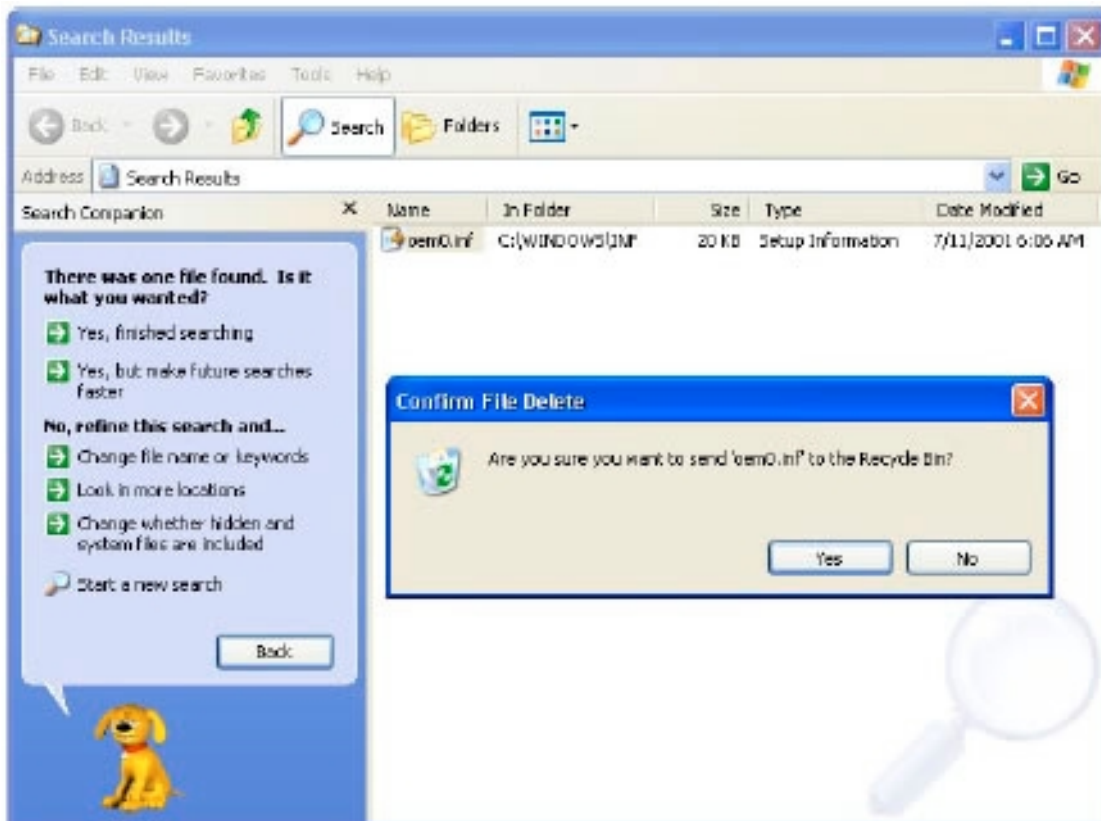 Search Results
File Edit View Favorites Tools Help
Back Search Folders
Address Search Results Go
Search Companion
Name In Folder Size Type Date Modified
oem0.inf C:\WINDOWS\INF 20 KB Setup Information 7/11/2001 6:06 AM
There was one file found. Is it
what you wanted?
Yes, finished searching
Yes, but make future searches
faster
No, refine this search and...
Change file name or keywords
Look in more locations
Change whether hidden and
system files are included
Start a new search
Back
Confirm File Delete
Are you sure you want to send 'oem0.inf' to the Recycle Bin?
Yes No